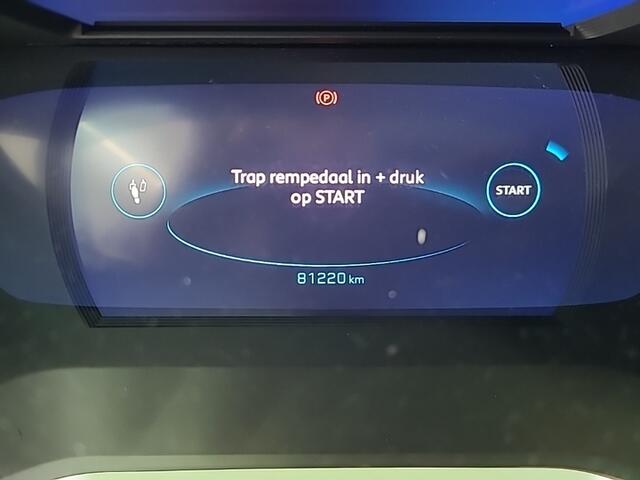 (P)
Trap rempedaal in + druk
op START
START
81220 km